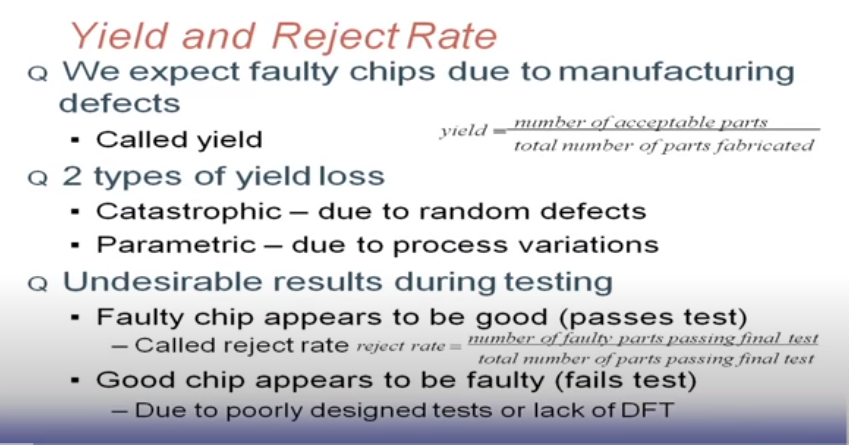 Yield and Reject Rate
Q We expect faulty chips due to manufacturing
defects
▪ Called yield
yield = number of acceptable parts / total number of parts fabricated
Q 2 types of yield loss
▪ Catastrophic – due to random defects
▪ Parametric – due to process variations
Q Undesirable results during testing
▪ Faulty chip appears to be good (passes test)
– Called reject rate reject rate = number of faulty parts passing final test / total number of parts passing final test
▪ Good chip appears to be faulty (fails test)
– Due to poorly designed tests or lack of DFT